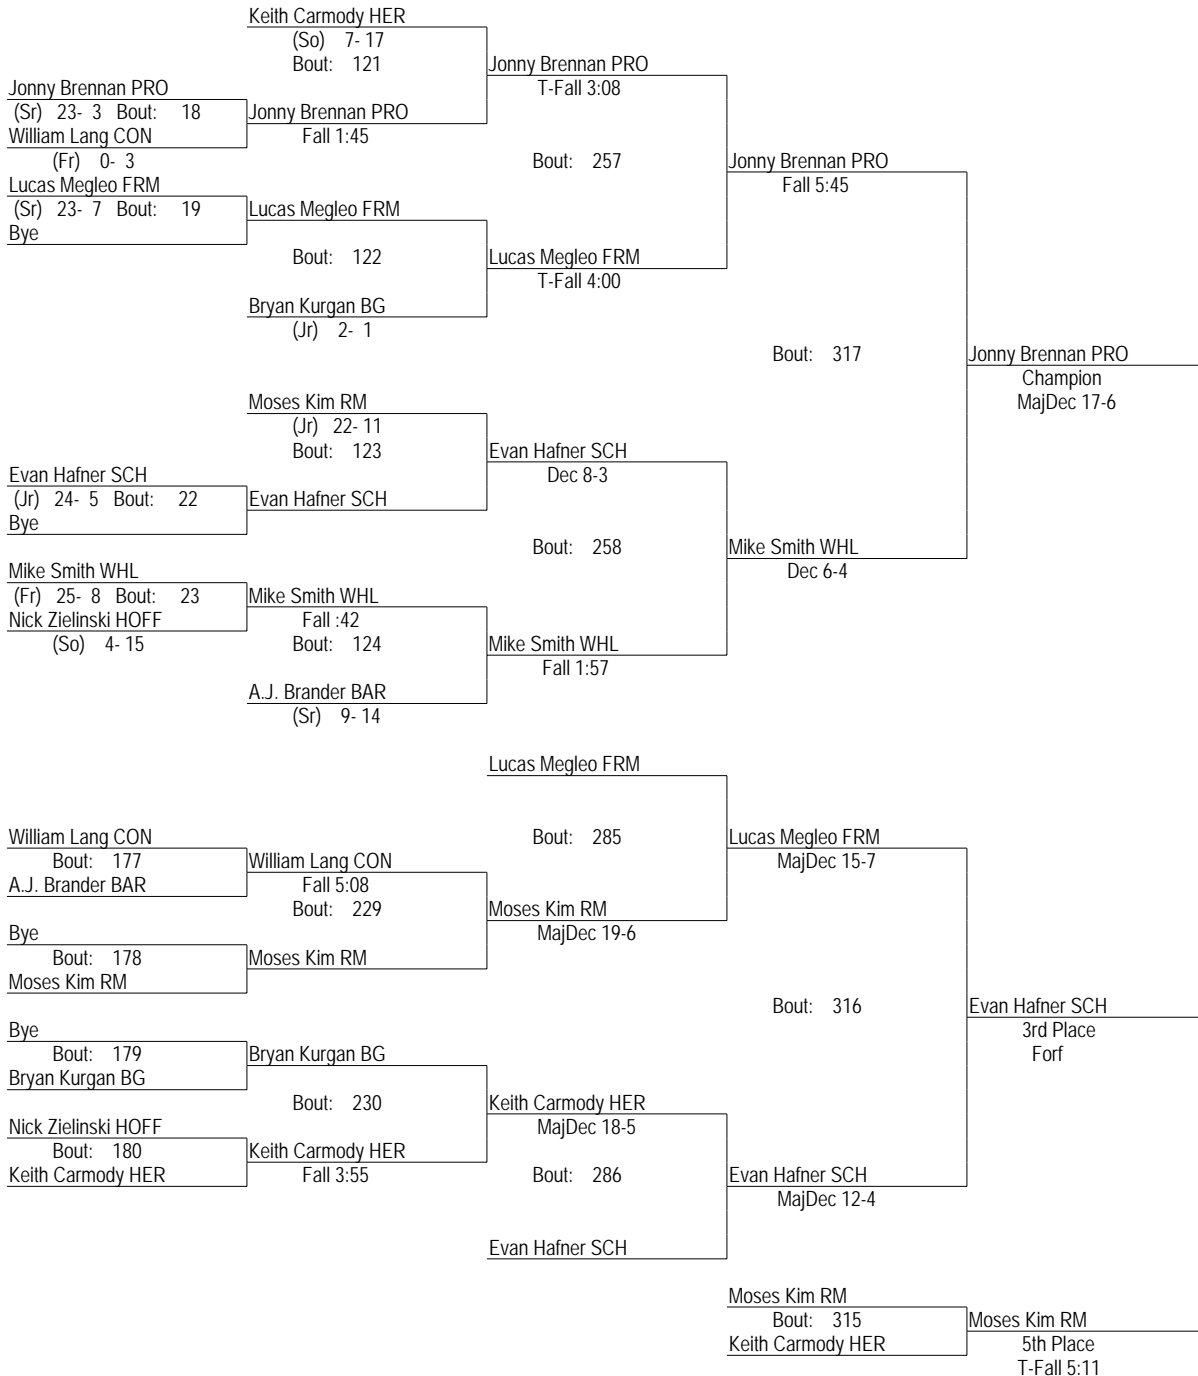 Keith Carmody HER
(So) 7- 17
Bout: 121
Jonny Brennan PRO
T-Fall 3:08
Jonny Brennan PRO
(Sr) 23- 3 Bout: 18
Jonny Brennan PRO
William Lang CON
Fall 1:45
(Fr) 0- 3
Bout: 257
Jonny Brennan PRO
Fall 5:45
Lucas Megleo FRM
(Sr) 23- 7 Bout: 19
Lucas Megleo FRM
Bye
Bout: 122
Lucas Megleo FRM
T-Fall 4:00
Bryan Kurgan BG
(Jr) 2- 1
Bout: 317
Jonny Brennan PRO
Champion
MajDec 17-6
Moses Kim RM
(Jr) 22- 11
Bout: 123
Evan Hafner SCH
Dec 8-3
Evan Hafner SCH
(Jr) 24- 5 Bout: 22
Evan Hafner SCH
Bye
Bout: 258
Mike Smith WHL
Dec 6-4
Mike Smith WHL
(Fr) 25- 8 Bout: 23
Mike Smith WHL
Nick Zielinski HOFF
Fall :42
(So) 4- 15
Bout: 124
Mike Smith WHL
Fall 1:57
A.J. Brander BAR
(Sr) 9- 14
Lucas Megleo FRM
Bout: 285
Lucas Megleo FRM
MajDec 15-7
William Lang CON
Bout: 177
William Lang CON
A.J. Brander BAR
Fall 5:08
Bout: 229
Moses Kim RM
MajDec 19-6
Bye
Bout: 178
Moses Kim RM
Moses Kim RM
Bout: 316
Evan Hafner SCH
3rd Place
Forf
Bye
Bout: 179
Bryan Kurgan BG
Bryan Kurgan BG
Bout: 230
Keith Carmody HER
MajDec 18-5
Nick Zielinski HOFF
Bout: 180
Keith Carmody HER
Keith Carmody HER
Fall 3:55
Bout: 286
Evan Hafner SCH
MajDec 12-4
Evan Hafner SCH
Moses Kim RM
Bout: 315
Moses Kim RM
Keith Carmody HER
5th Place
T-Fall 5:11